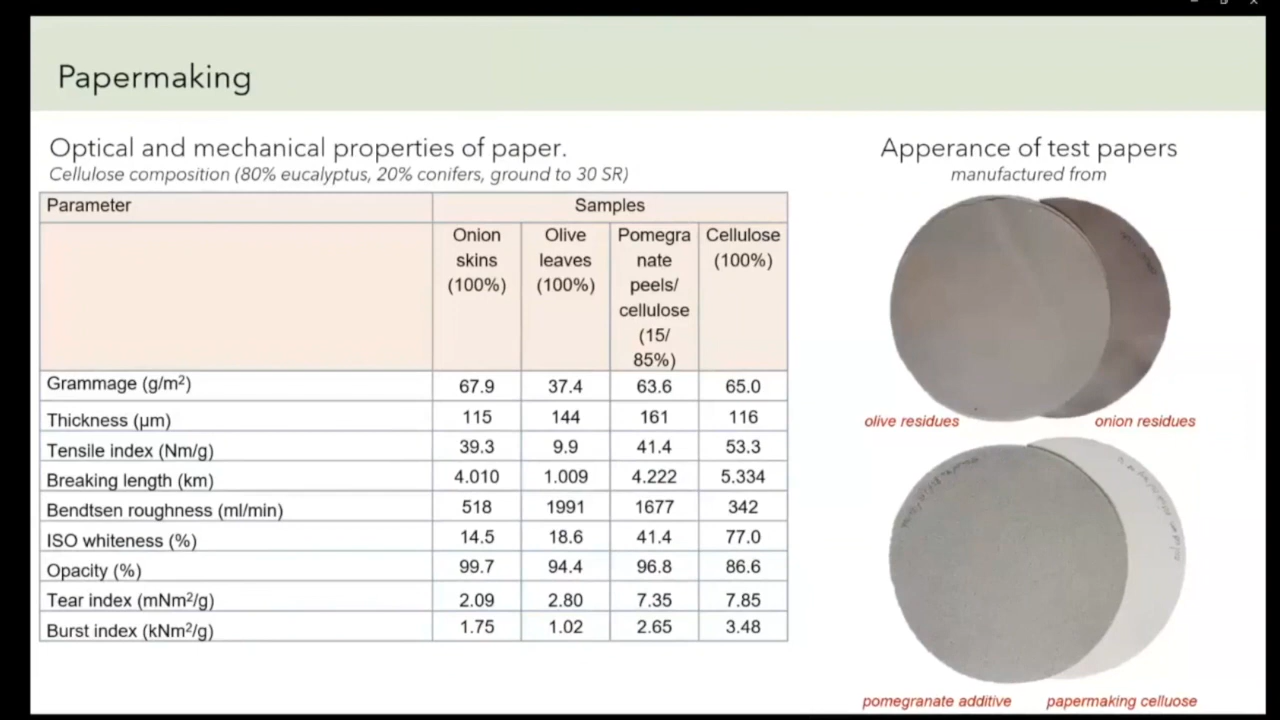 Papermaking
Optical and mechanical properties of paper.
Cellulose composition (80% eucalyptus, 20% conifers, ground to 30 SR)
Parameter Samples
Onion skins (100%) Olive leaves (100%) Pomegra nate peels/ cellulose (15/ 85%) Cellulose (100%)
Grammage (g/m²) 67.9 37.4 63.6 65.0
Thickness (µm) 115 144 161 116
Tensile index (Nm/g) 39.3 9.9 41.4 53.3
Breaking length (km) 4.010 1.009 4.222 5.334
Bendtsen roughness (ml/min) 518 1991 1677 342
ISO whiteness (%) 14.5 18.6 41.4 77.0
Opacity (%) 99.7 94.4 96.8 86.6
Tear index (mNm²/g) 2.09 2.80 7.35 7.85
Burst index (kNm²/g) 1.75 1.02 2.65 3.48
Apperance of test papers
manufactured from
olive residues onion residues
pomegranate additive papermaking celluose